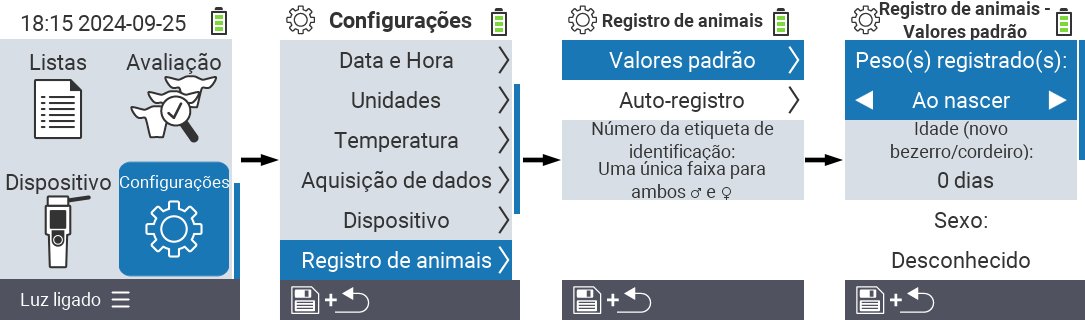 18:15 2024-09-25
Listas
Avaliação
Dispositivo
Configurações
Luz ligado
Configurações
Data e Hora
Unidades
Temperatura
Aquisição de dados
Dispositivo
Registro de animais
+
Registro de animais
Valores padrão
Auto-registro
Número da etiqueta de
identificação:
Uma única faixa para
ambos ♂ e ♀
+
Registro de animais -
Valores padrão
Peso(s) registrado(s):
Ao nascer
Idade (novo
bezerro/cordeiro):
0 dias
Sexo:
Desconhecido
+